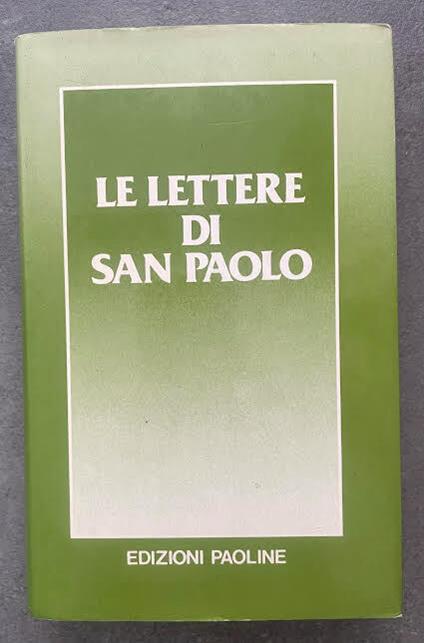 LE LETTERE
DI
SAN PAOLO
EDIZIONI PAOLINE